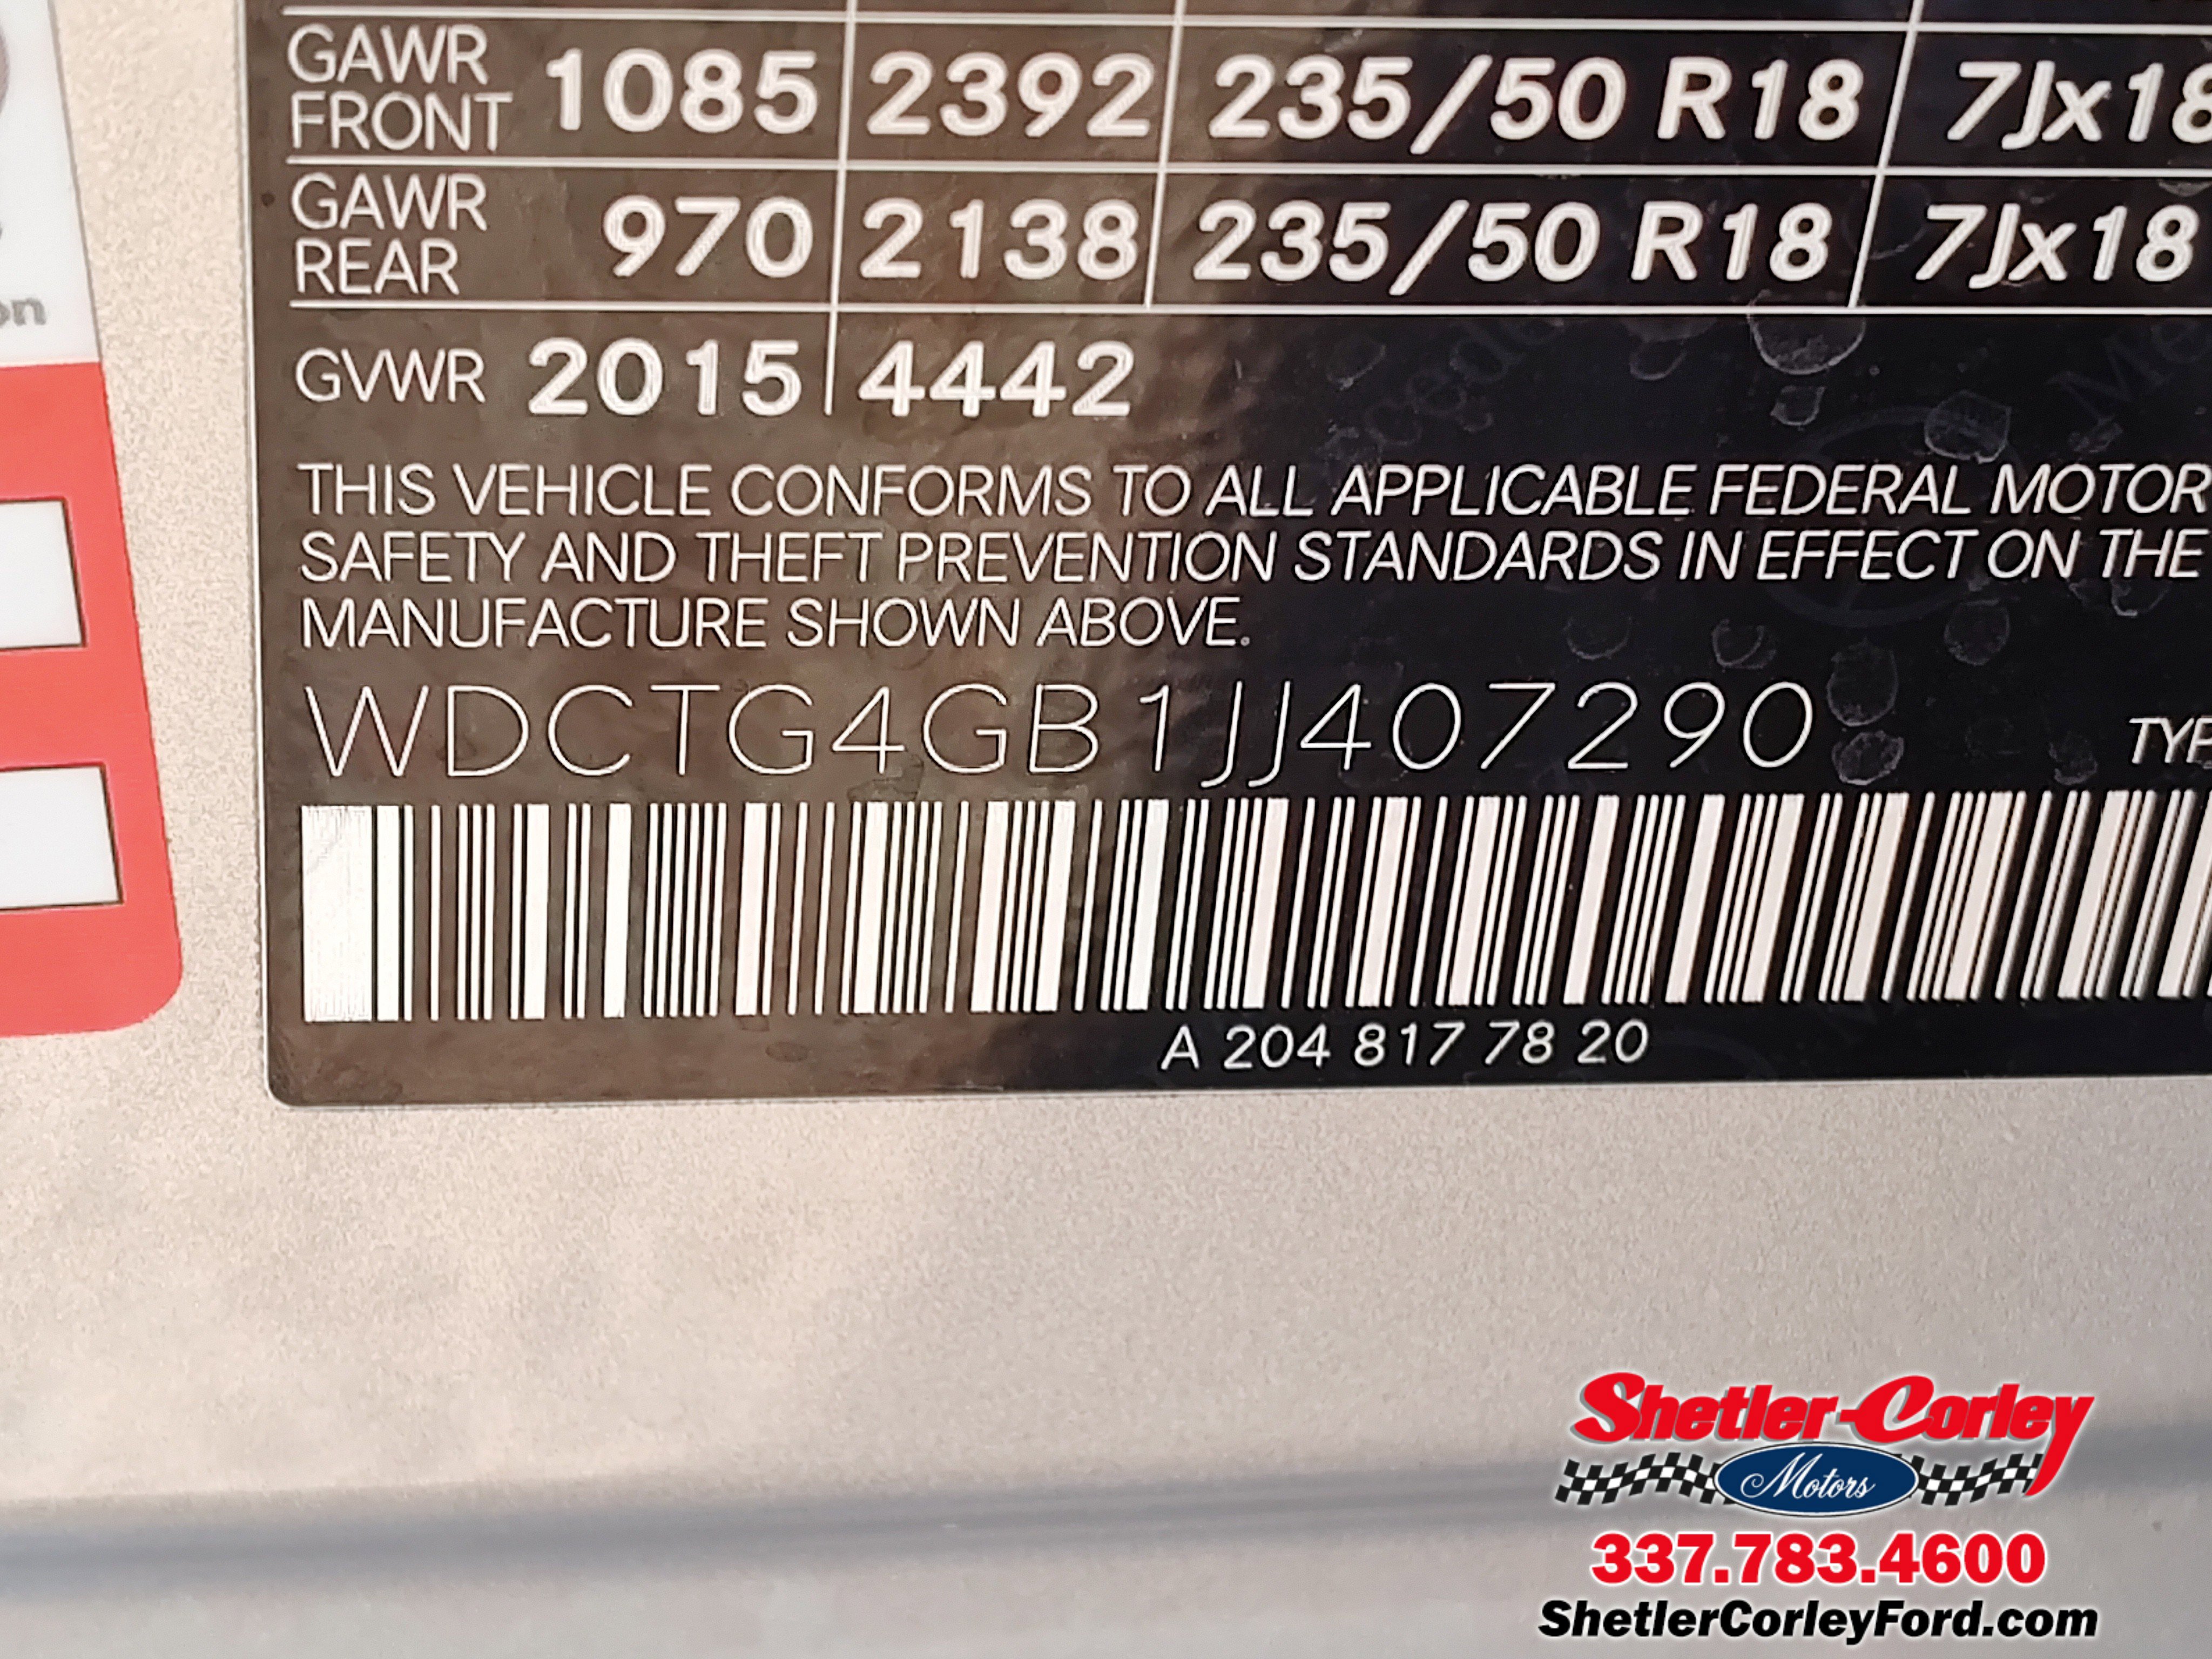 GAWR FRONT 1085 2392 235/50 R18 7Jx18
GAWR REAR 970 2138 235/50 R18 7Jx18
GVWR 2015 4442
THIS VEHICLE CONFORMS TO ALL APPLICABLE FEDERAL MOTOR
SAFETY AND THEFT PREVENTION STANDARDS IN EFFECT ON THE
MANUFACTURE SHOWN ABOVE.
WDCTG4GB1JJ407290
TYP
A 204 817 78 20
on
Shetler-Corley
Motors
337.783.4600
ShetlerCorleyFord.com